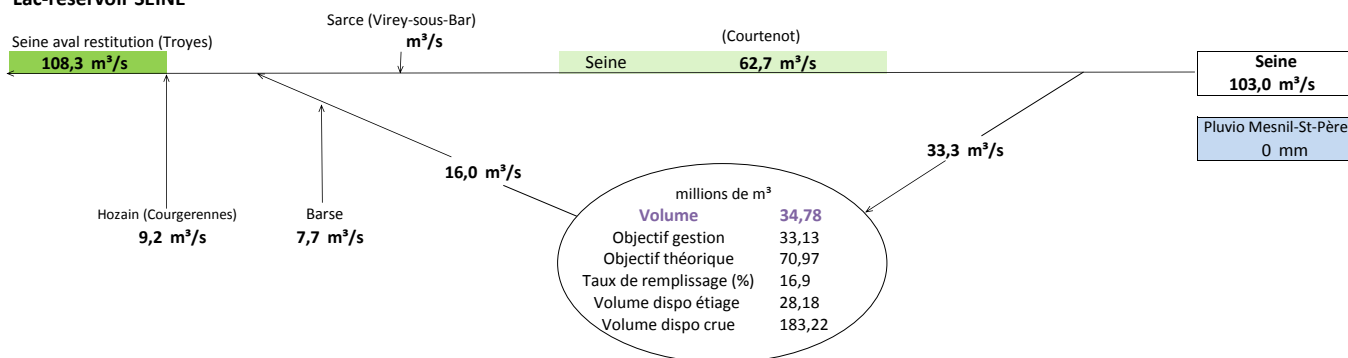 Lac-réservoir SEINE
Sarce (Virey-sous-Bar)
m³/s
Seine aval restitution (Troyes)
108,3 m³/s
(Courtenot)
Seine 62,7 m³/s
Seine
103,0 m³/s
Pluvio Mesnil-St-Père
0 mm
33,3 m³/s
16,0 m³/s
Hozain (Courgerennes)
9,2 m³/s
Barse
7,7 m³/s
millions de m³
Volume 34,78
Objectif gestion 33,13
Objectif théorique 70,97
Taux de remplissage (%) 16,9
Volume dispo étiage 28,18
Volume dispo crue 183,22